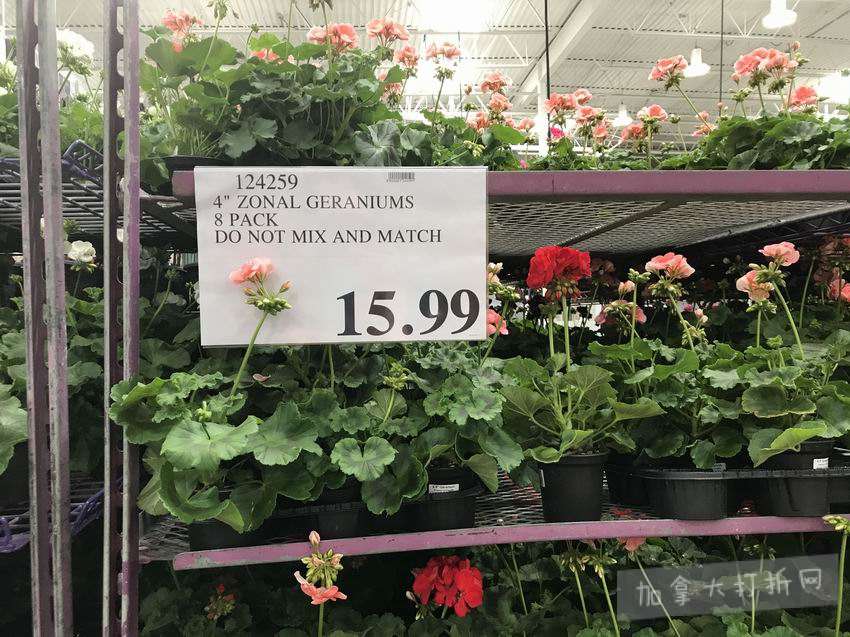 124259
4" ZONAL GERANIUMS
8 PACK
DO NOT MIX AND MATCH
15.99
加拿大打折网